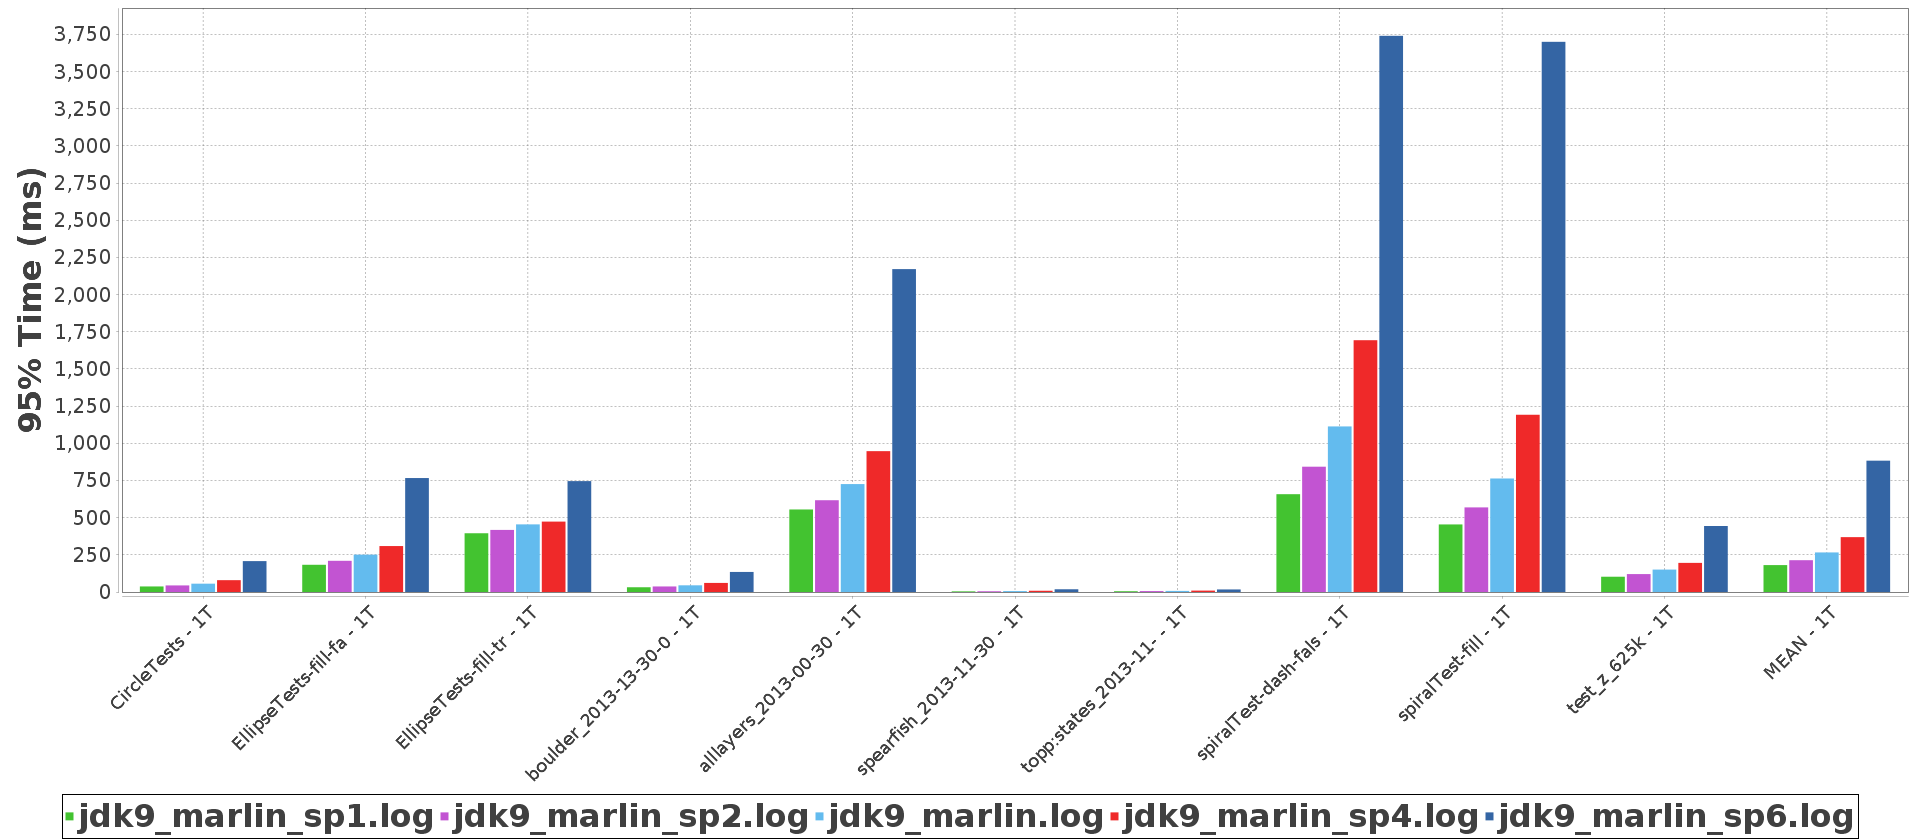 95% Time (ms)
3,750
3,500
3,250
3,000
2,750
2,500
2,250
2,000
1,750
1,500
1,250
1,000
750
500
250
0
CircleTests - 1T
EllipseTests-fill-fa - 1T
EllipseTests-fill-tr - 1T
boulder_2013-13-30-0 - 1T
alllayers_2013-00-30 - 1T
spearfish_2013-11-30 - 1T
topp:states_2013-11- - 1T
spiralTest-dash-fals - 1T
spiralTest-fill - 1T
test_z_625k - 1T
MEAN - 1T
jdk9_marlin_sp1.log jdk9_marlin_sp2.log jdk9_marlin.log jdk9_marlin_sp4.log jdk9_marlin_sp6.log